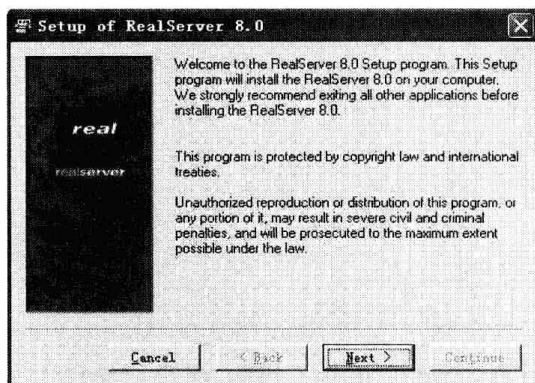 Setup of RealServer 8.0
Welcome to the RealServer 8.0 Setup program. This Setup
program will install the RealServer 8.0 on your computer.
We strongly recommend exiting all other applications before
installing the RealServer 8.0.
real
realserver
This program is protected by copyright law and international
treaties.
Unauthorized reproduction or distribution of this program, or
any portion of it, may result in severe civil and criminal
penalties, and will be prosecuted to the maximum extent
possible under the law.
Cancel
< Back
Next >
Continue